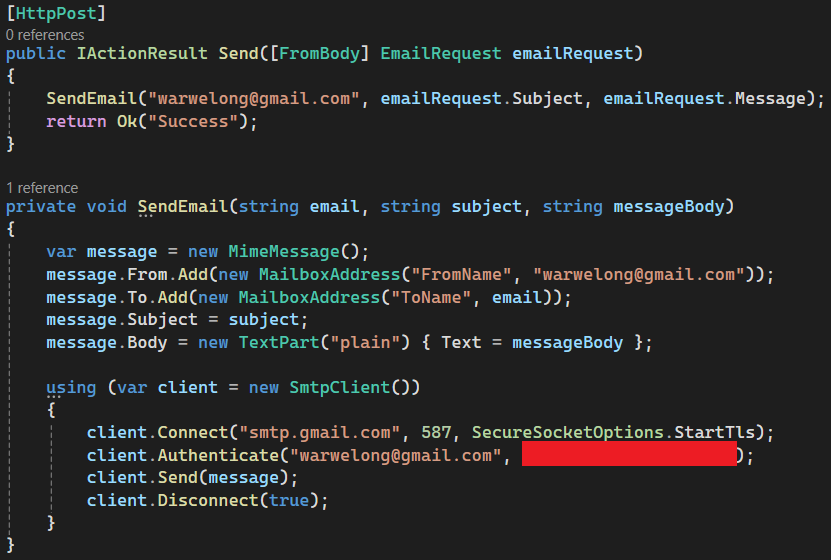 [HttpPost]
0 references
public IActionResult Send([FromBody] EmailRequest emailRequest)
{
SendEmail("warwelong@gmail.com", emailRequest.Subject, emailRequest.Message);
return Ok("Success");
}
1 reference
private void SendEmail(string email, string subject, string messageBody)
{
var message = new MimeMessage();
message.From.Add(new MailboxAddress("FromName", "warwelong@gmail.com"));
message.To.Add(new MailboxAddress("ToName", email));
message.Subject = subject;
message.Body = new TextPart("plain") { Text = messageBody };
using (var client = new SmtpClient())
{
client.Connect("smtp.gmail.com", 587, SecureSocketOptions.StartTls);
client.Authenticate("warwelong@gmail.com", );
client.Send(message);
client.Disconnect(true);
}
}